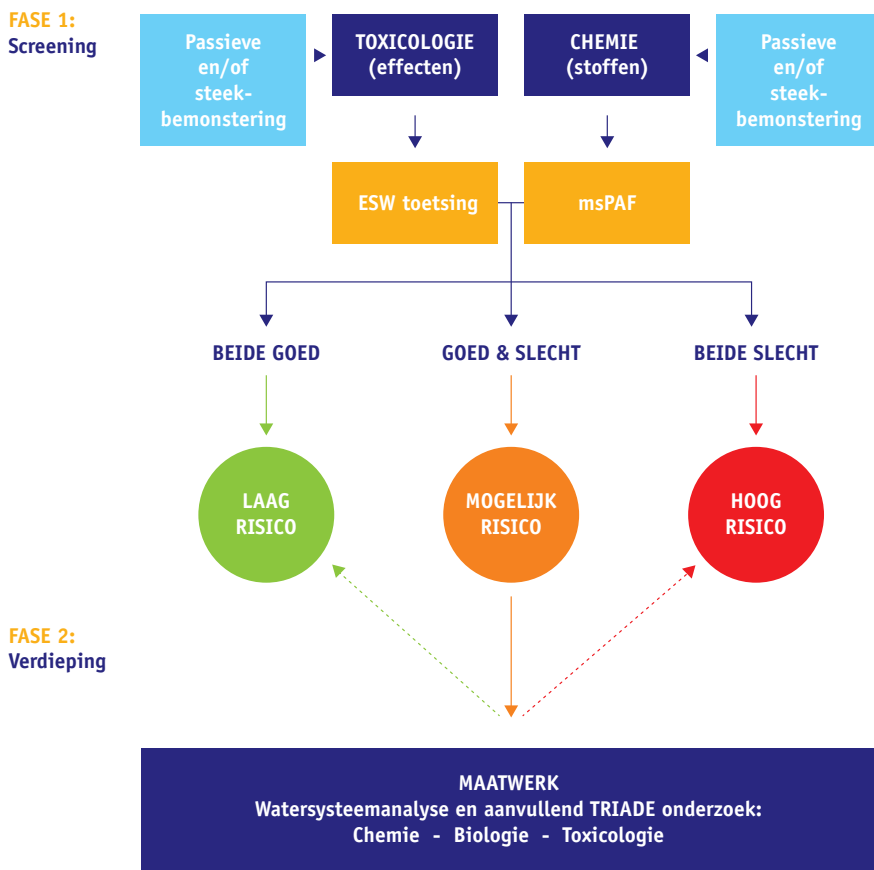 FASE 1:
Screening
Passieve
en/of
steek-
bemonstering
TOXICOLOGIE
(effecten)
CHEMIE
(stoffen)
Passieve
en/of
steek-
bemonstering
ESW toetsing
msPAF
BEIDE GOED
GOED & SLECHT
BEIDE SLECHT
LAAG
RISICO
MOGELIJK
RISICO
HOOG
RISICO
FASE 2:
Verdieping
MAATWERK
Watersysteemanalyse en aanvullend TRIADE onderzoek:
Chemie - Biologie - Toxicologie